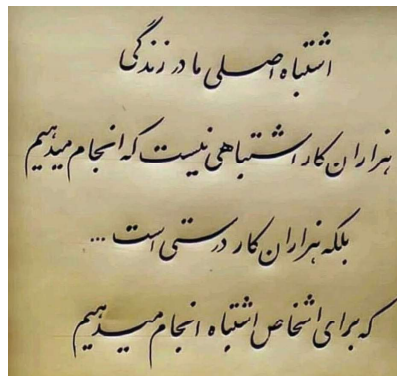 اشتباه اصلی ما در زندگی
هزاران کار اشتباهی نیست که انجام میدهیم
بلکه هزاران کار درستی است ...
که برای اشخاص اشتباه انجام میدهیم